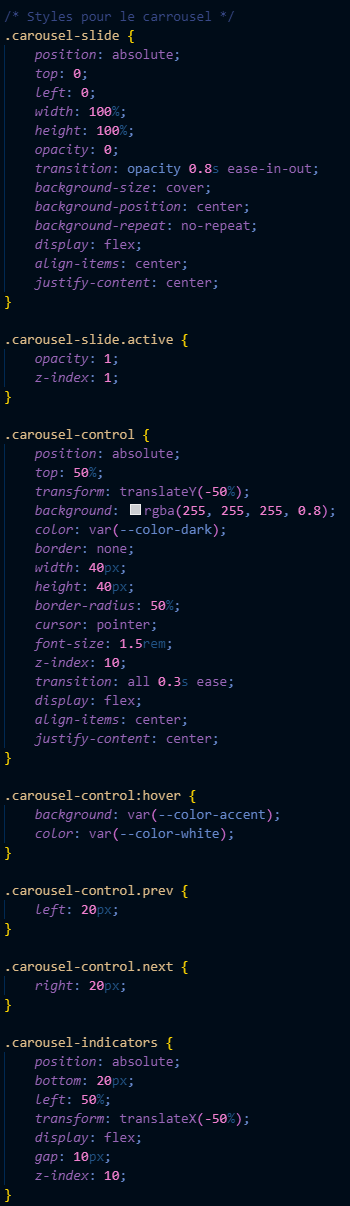 /* Styles pour le carrousel */
.carousel-slide {
    position: absolute;
    top: 0;
    left: 0;
    width: 100%;
    height: 100%;
    opacity: 0;
    transition: opacity 0.8s ease-in-out;
    background-size: cover;
    background-position: center;
    background-repeat: no-repeat;
    display: flex;
    align-items: center;
    justify-content: center;
}

.carousel-slide.active {
    opacity: 1;
    z-index: 1;
}

.carousel-control {
    position: absolute;
    top: 50%;
    transform: translateY(-50%);
    background: rgba(255, 255, 255, 0.8);
    color: var(--color-dark);
    border: none;
    width: 40px;
    height: 40px;
    border-radius: 50%;
    cursor: pointer;
    font-size: 1.5rem;
    z-index: 10;
    transition: all 0.3s ease;
    display: flex;
    align-items: center;
    justify-content: center;
}

.carousel-control:hover {
    background: var(--color-accent);
    color: var(--color-white);
}

.carousel-control.prev {
    left: 20px;
}

.carousel-control.next {
    right: 20px;
}

.carousel-indicators {
    position: absolute;
    bottom: 20px;
    left: 50%;
    transform: translateX(-50%);
    display: flex;
    gap: 10px;
    z-index: 10;
}